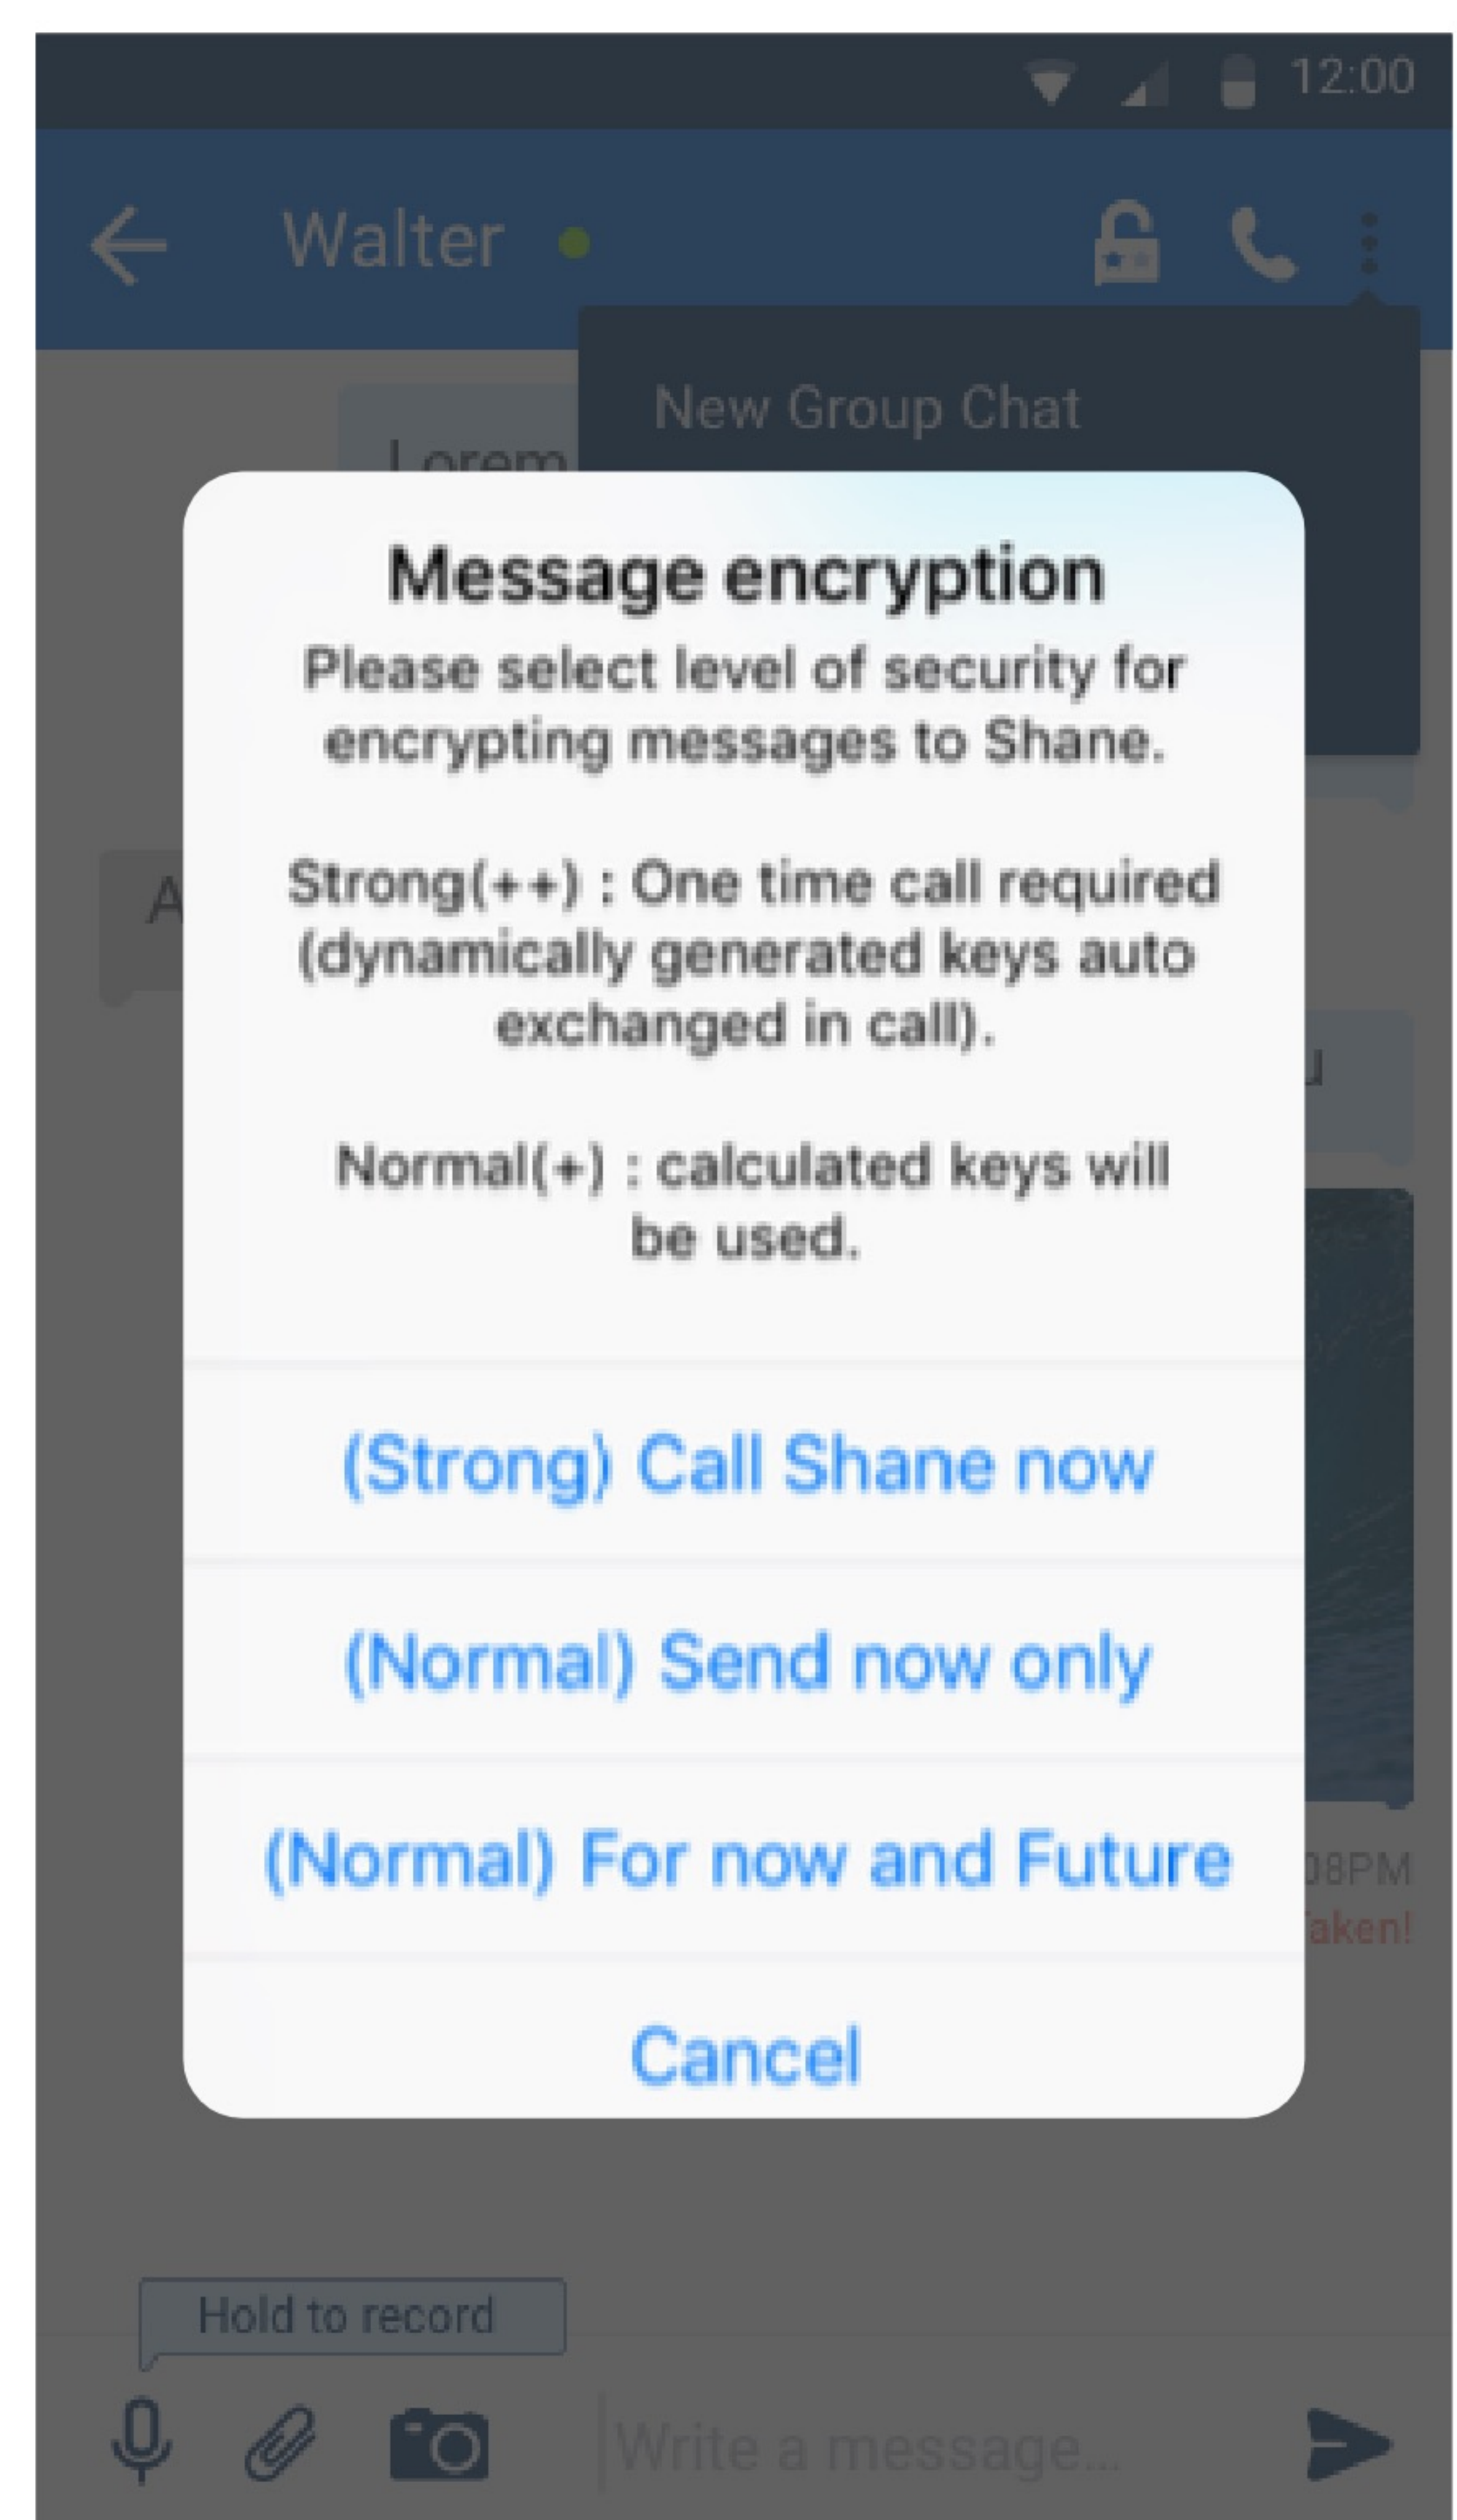 12:00
Walter
New Group Chat
Lorem
Message encryption
Please select level of security for
encrypting messages to Shane.
Strong(++) : One time call required
(dynamically generated keys auto
exchanged in call).
Normal(+) : calculated keys will
be used.
(Strong) Call Shane now
(Normal) Send now only
(Normal) For now and Future
08PM
Cancel
Hold to record
Write a message...